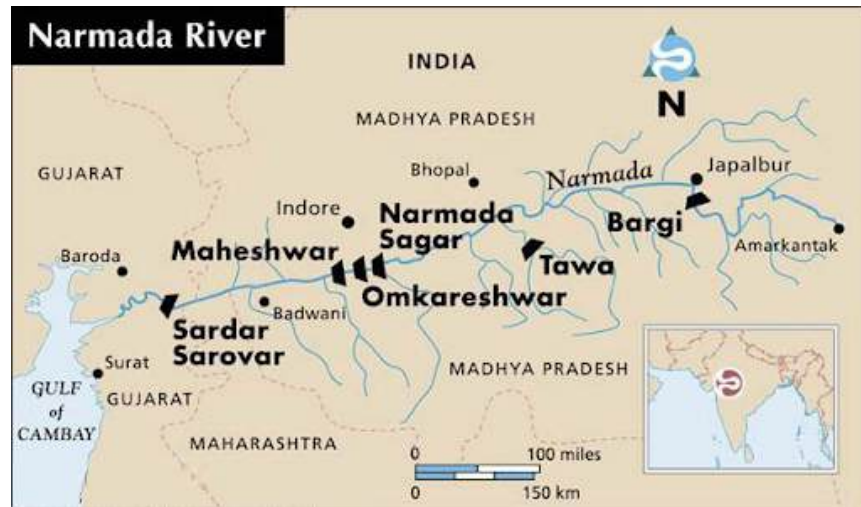 Narmada River
INDIA
N
MADHYA PRADESH
GUJARAT
Bhopal
Narmada
Japalbur
Indore
Narmada
Sagar
Bargi
Baroda
Maheshwar
Tawa
Amarkantak
Omkareshwar
Badwani
Sardar
Sarovar
Surat
MADHYA PRADESH
GULF
of
CAMBAY
GUJARAT
MAHARASHTRA
0 100 miles
0 150 km